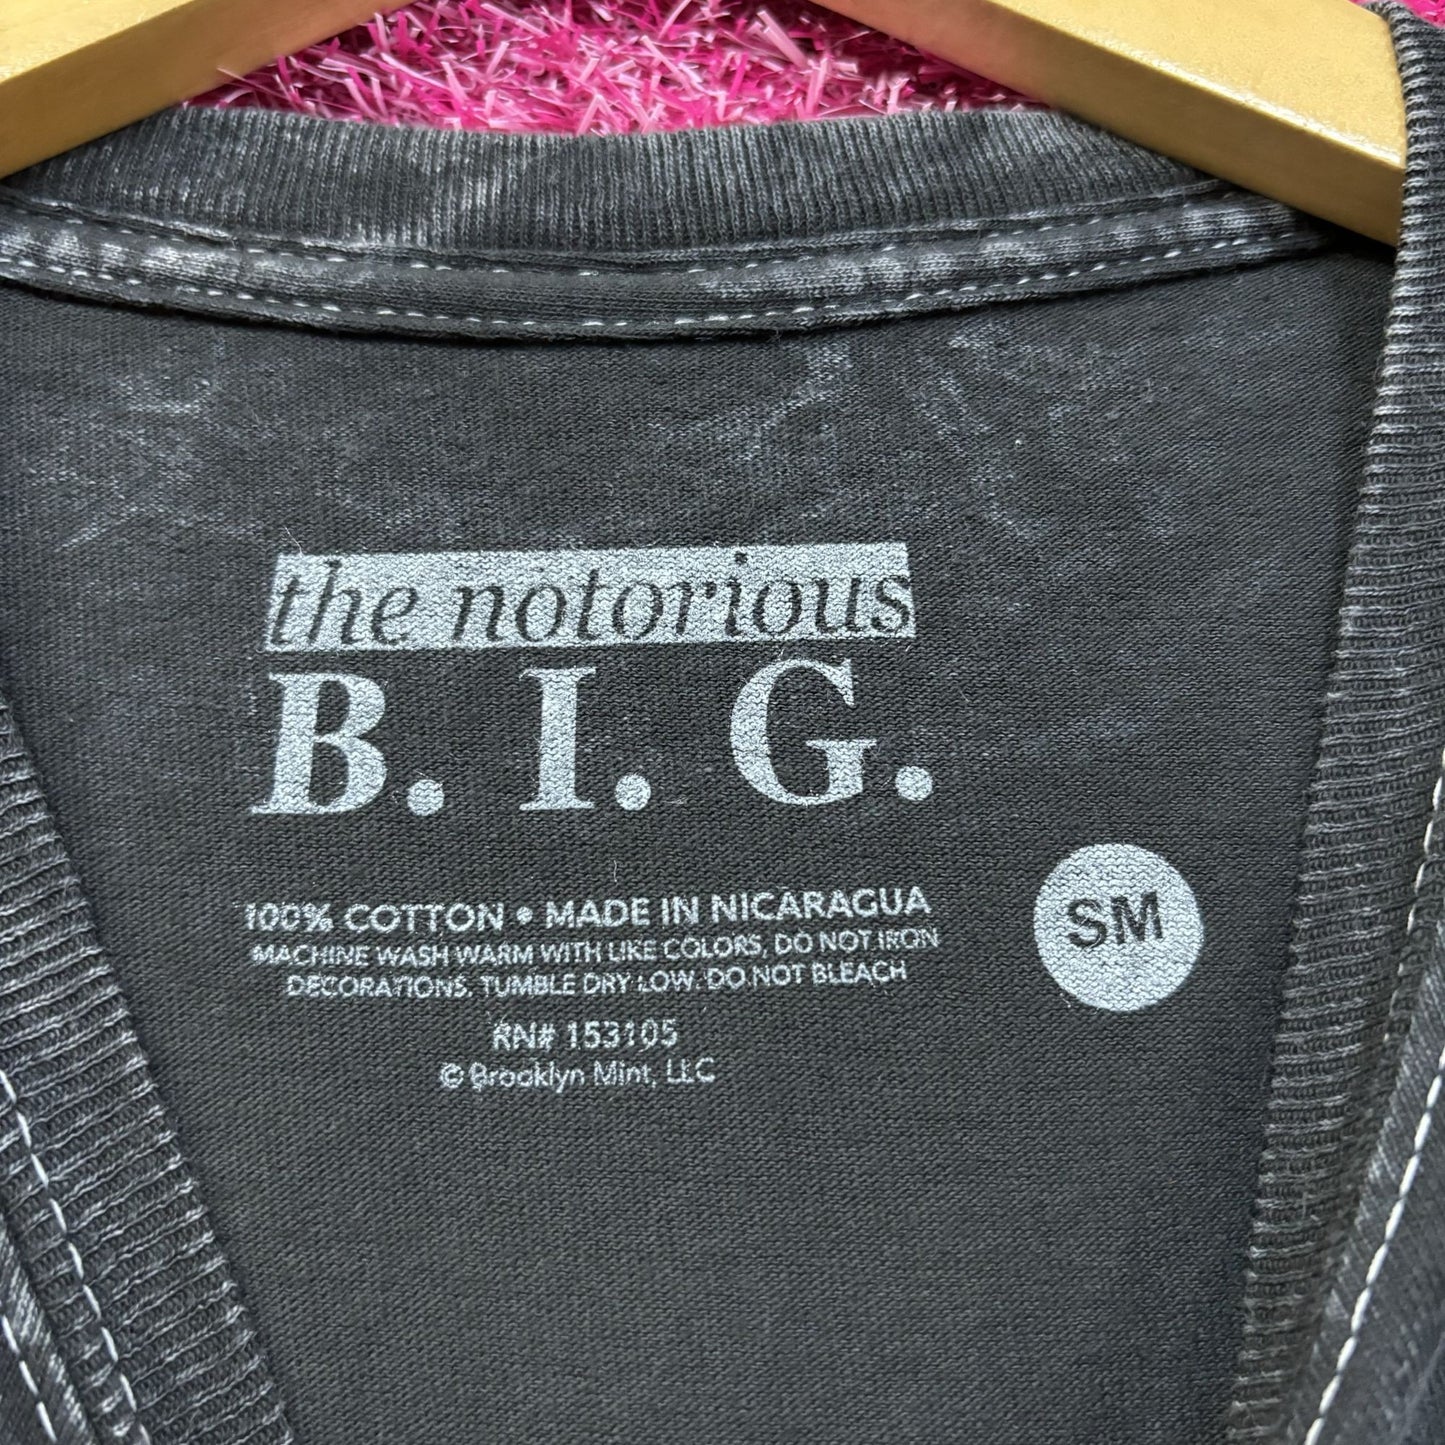 the notorious
B. I. G.
100% COTTON • MADE IN NICARAGUA
MACHINE WASH WARM WITH LIKE COLORS, DO NOT IRON
DECORATIONS. TUMBLE DRY LOW. DO NOT BLEACH
RN# 153105
© Brooklyn Mint, LLC
SM